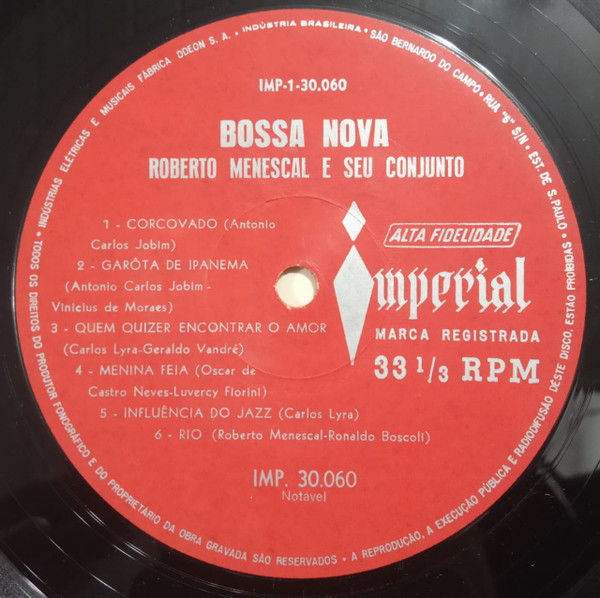 INDÚSTRIAS ELÉTRICAS E MUSICAIS FÁBRICA ODEON S. A. • INDÚSTRIA BRASILEIRA • SÃO BERNARDO DO CAMPO • RUA "6" S/N • EST. DE S. PAULO •
IMP-1-30.060
BOSSA NOVA
ROBERTO MENESCAL E SEU CONJUNTO
1 - CORCOVADO (Antonio
Carlos Jobim)
2 - GARÔTA DE IPANEMA
(Antonio Carlos Jobim -
Vinicius de Moraes)
3 - QUEM QUIZER ENCONTRAR O AMOR
(Carlos Lyra-Geraldo Vandré)
4 - MENINA FEIA (Oscar de
Castro Neves-Luvercy Fiorini)
5 - INFLUÊNCIA DO JAZZ (Carlos Lyra)
6 - RIO (Roberto Menescal-Ronaldo Boscoli)
ALTA FIDELIDADE
Imperial
MARCA REGISTRADA
33 1/3 RPM
IMP. 30.060
Notável
• TODOS OS DIREITOS DO PRODUTOR FONOGRÁFICO E DO PROPRIETÁRIO DA OBRA GRAVADA SÃO RESERVADOS • A REPRODUÇÃO, A EXECUÇÃO PÚBLICA E RADIODIFUSÃO DESTE DISCO, ESTÃO PROIBIDAS •